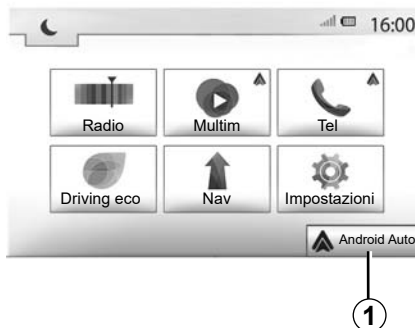 16:00
Radio Multim Tel
Driving eco Nav Impostazioni
Android Auto
1